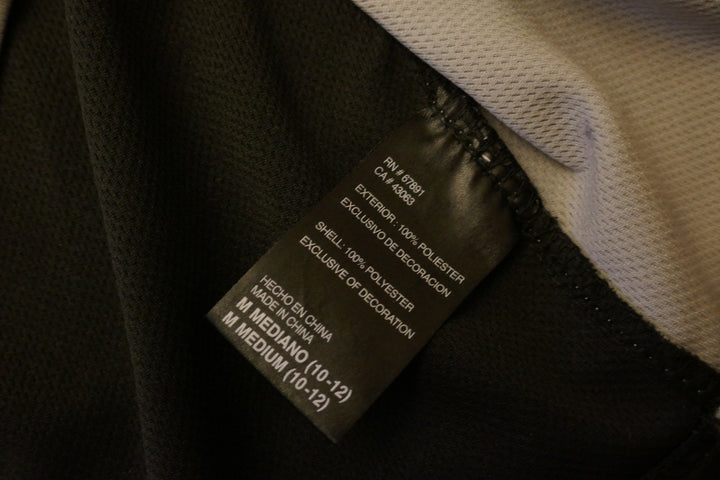 RN # 67891
CA # 43063
EXTERIOR : 100% POLIESTER
EXCLUSIVO DE DECORACION
SHELL: 100% POLYESTER
EXCLUSIVE OF DECORATION
HECHO EN CHINA
MADE IN CHINA
M MEDIANO (10-12)
M MEDIUM (10-12)